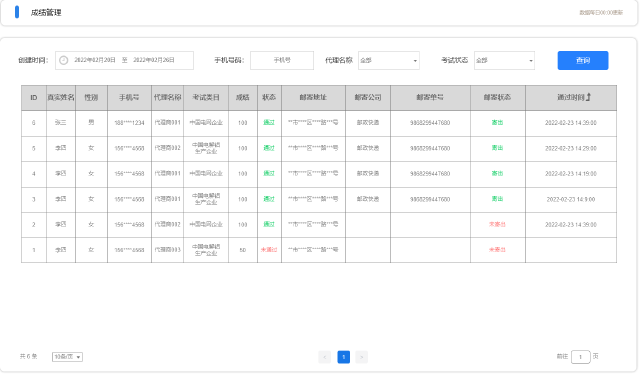 成绩管理
数据每日00:00更新
创建时间: 2022年02月20日 至 2022年02月26日 手机号码: 手机号 代理名称 全部 考试状态 全部 查询
ID 真实姓名 性别 手机号 代理名称 考试类目 成绩 状态 邮寄地址 邮寄公司 邮寄单号 邮寄状态 通过时间
6 张三 男 188****1234 代理商001 中国电网企业 100 通过 **市****区****路***号 邮政快递 9868299447680 寄出 2022-02-23 14:39:00
5 李四 女 156****4568 代理商002 中国电解铝生产企业 100 通过 **市****区****路***号 邮政快递 9868299447680 寄出 2022-02-23 14:29:00
4 李四 女 156****4568 代理商001 中国电网企业 100 通过 **市****区****路***号 邮政快递 9868299447680 寄出 2022-02-23 14:19:00
3 李四 女 156****4568 代理商001 中国电解铝生产企业 100 通过 **市****区****路***号 邮政快递 9868299447680 寄出 2022-02-23 14:9:00
2 李四 女 156****4568 代理商002 中国电网企业 100 通过 **市****区****路***号 未寄出 2022-02-23 14:39:00
1 李四 女 156****4568 代理商003 中国电解铝生产企业 50 未通过 **市****区****路***号 未寄出
共 6 条 10条/页 < 1 > 前往 1 页